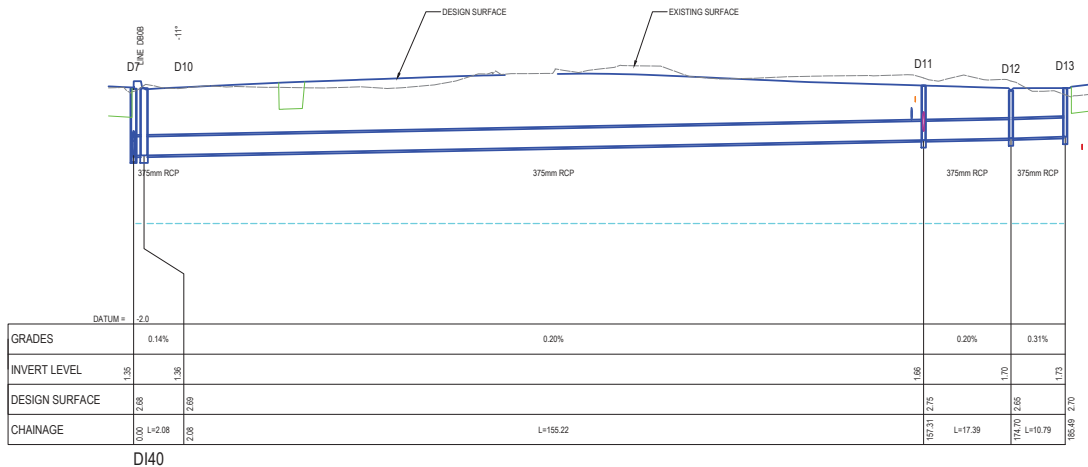 DESIGN SURFACE
EXISTING SURFACE
LINE DB0B
-11°
D7
D10
D11
D12
D13
375mm RCP
375mm RCP
375mm RCP
375mm RCP
DATUM = -2.0
GRADES 0.14% 0.20% 0.20% 0.31%
INVERT LEVEL 1.35 1.36 1.66 1.70 1.73
DESIGN SURFACE 2.68 2.69 2.75 2.65 2.70
CHAINAGE 0.00 L=2.08 2.08 L=155.22 157.31 L=17.39 174.70 L=10.79 185.49
DI40